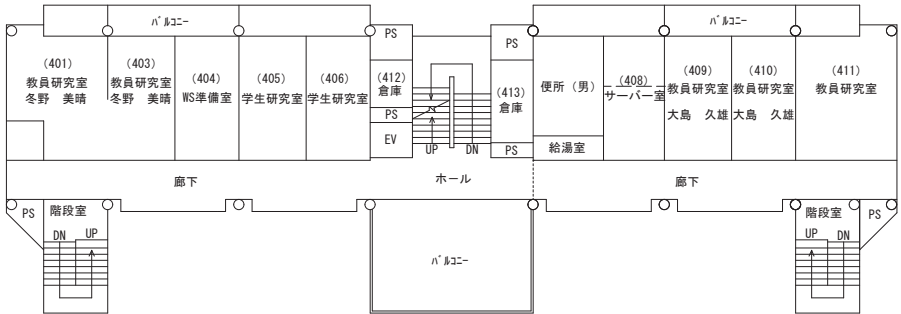 バルコニー
バルコニー
PS
PS
(401)
教員研究室
冬野 美晴
(403)
教員研究室
冬野 美晴
(404)
WS準備室
(405)
学生研究室
(406)
学生研究室
(412)
倉庫
PS
EV
UP
DN
(413)
倉庫
PS
便所(男)
給湯室
(408)
サーバー室
(409)
教員研究室
大島 久雄
(410)
教員研究室
大島 久雄
(411)
教員研究室
廊下
ホール
廊下
PS
階段室
DN
UP
バルコニー
階段室
PS
UP
DN